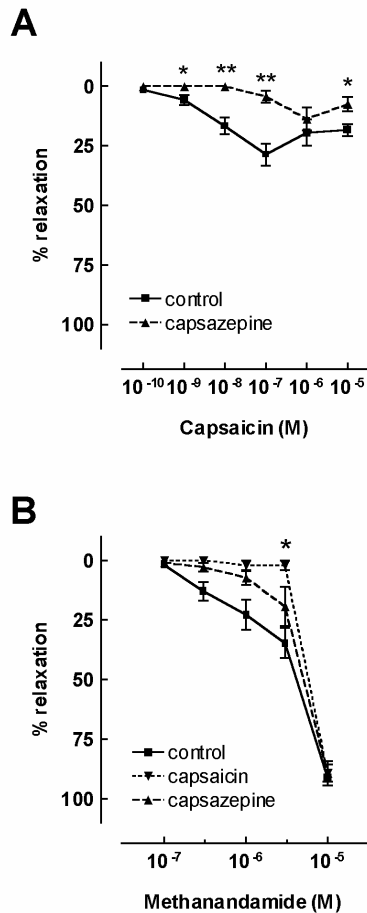 A
* ** ** *
0
25
50
75
100
% relaxation
control
capsazepine
10⁻¹⁰ 10⁻⁹ 10⁻⁸ 10⁻⁷ 10⁻⁶ 10⁻⁵
Capsaicin (M)
B
*
0
25
50
75
100
% relaxation
control
capsaicin
capsazepine
10⁻⁷ 10⁻⁶ 10⁻⁵
Methanandamide (M)